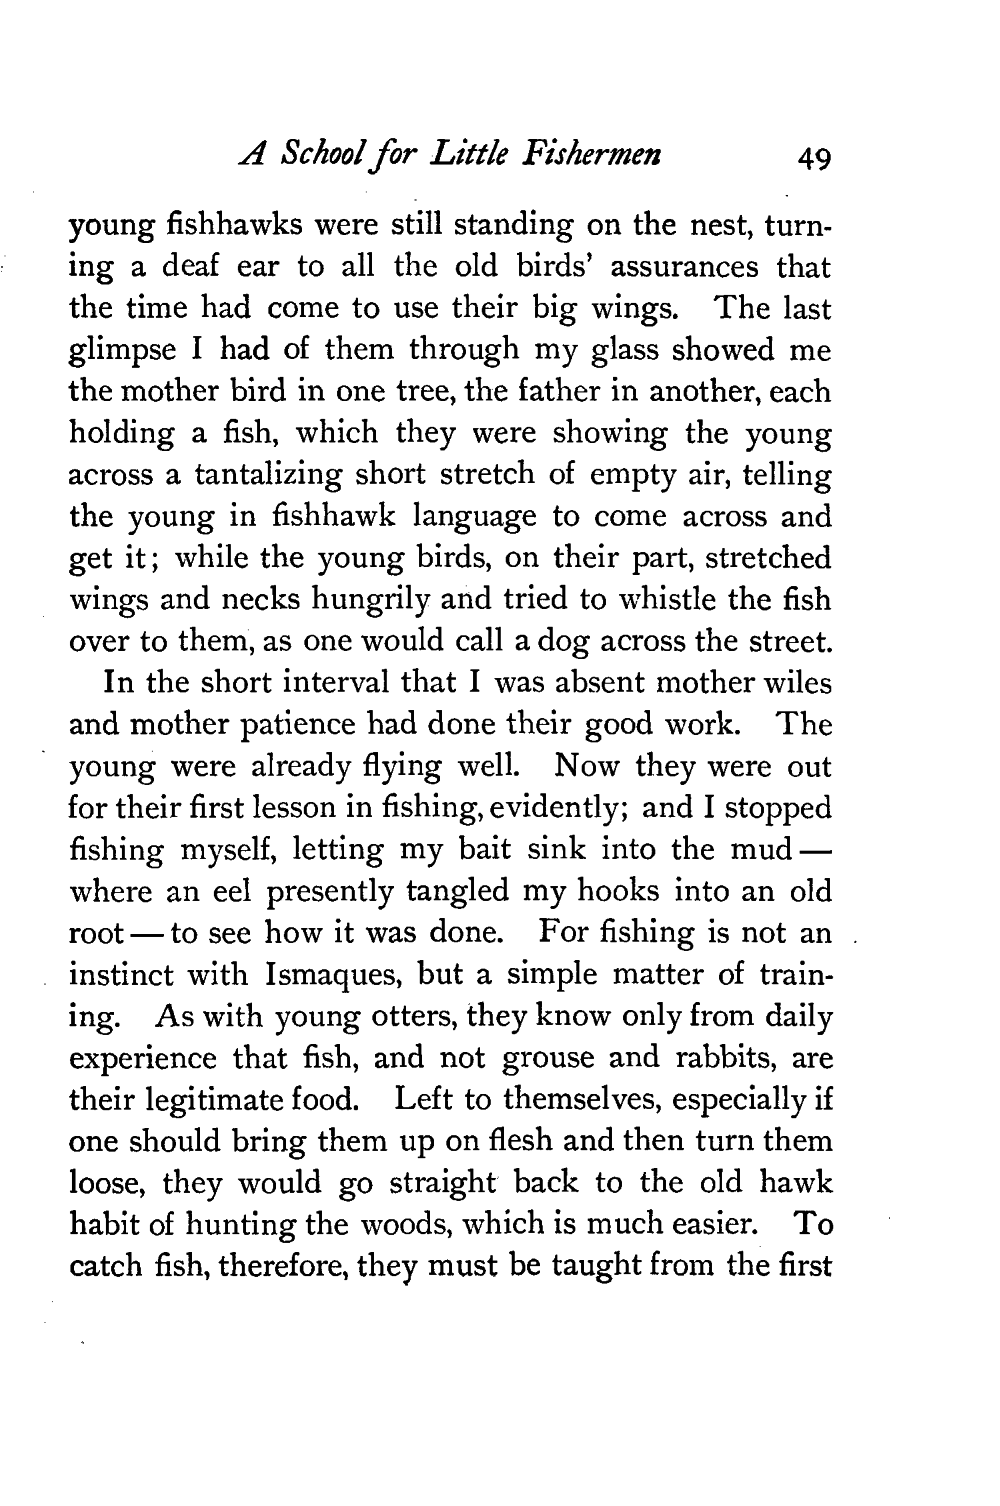 A School for Little Fishermen 49
young fishhawks were still standing on the nest, turn-
ing a deaf ear to all the old birds' assurances that
the time had come to use their big wings. The last
glimpse I had of them through my glass showed me
the mother bird in one tree, the father in another, each
holding a fish, which they were showing the young
across a tantalizing short stretch of empty air, telling
the young in fishhawk language to come across and
get it; while the young birds, on their part, stretched
wings and necks hungrily and tried to whistle the fish
over to them, as one would call a dog across the street.
In the short interval that I was absent mother wiles
and mother patience had done their good work. The
young were already flying well. Now they were out
for their first lesson in fishing, evidently; and I stopped
fishing myself, letting my bait sink into the mud —
where an eel presently tangled my hooks into an old
root — to see how it was done. For fishing is not an
instinct with Ismaques, but a simple matter of train-
ing. As with young otters, they know only from daily
experience that fish, and not grouse and rabbits, are
their legitimate food. Left to themselves, especially if
one should bring them up on flesh and then turn them
loose, they would go straight back to the old hawk
habit of hunting the woods, which is much easier. To
catch fish, therefore, they must be taught from the first